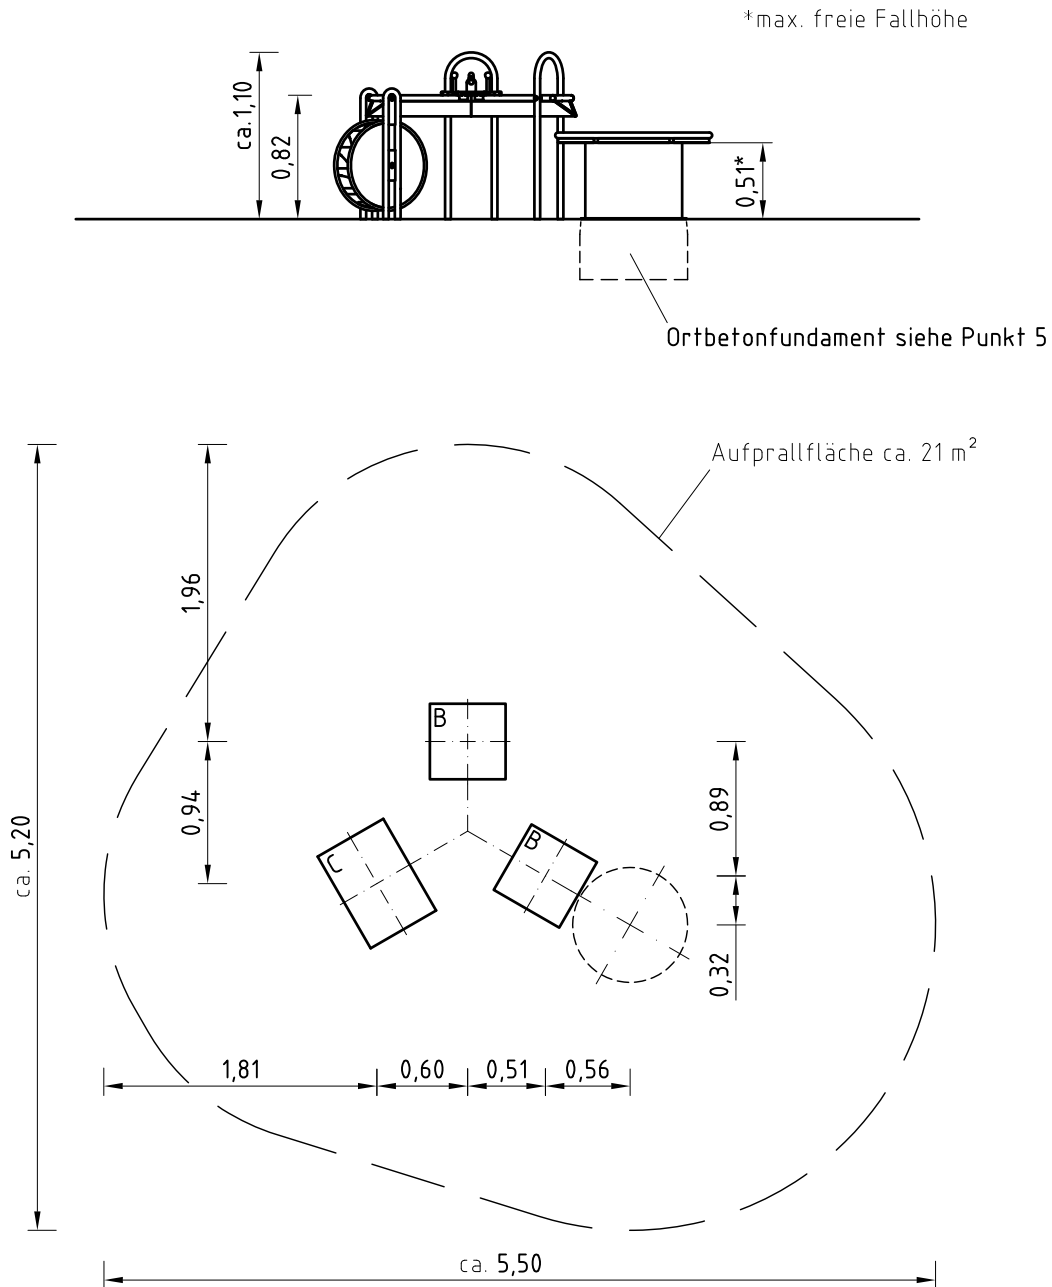 *max. freie Fallhöhe
ca.1,10
0,82
0,51*
Ortbetonfundament siehe Punkt 5
Aufprallfläche ca. 21 m²
1,96
B
0,94
0,89
ca. 5,20
C
B
0,32
1,81
0,60
0,51
0,56
ca. 5,50